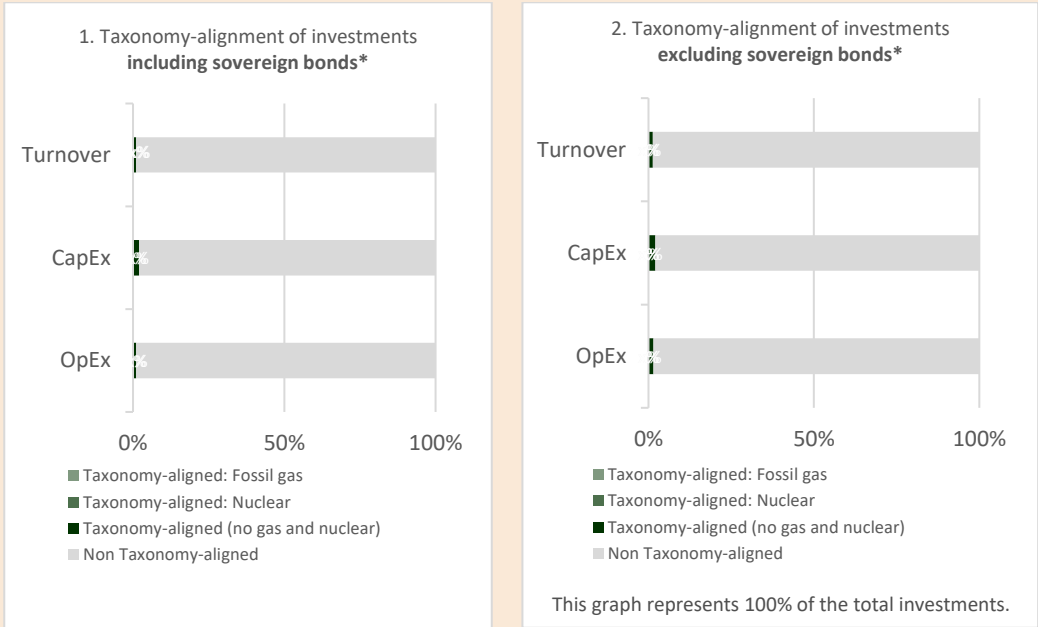 1. Taxonomy-alignment of investments
including sovereign bonds*
Turnover
CapEx
OpEx
0% 50% 100%
Taxonomy-aligned: Fossil gas
Taxonomy-aligned: Nuclear
Taxonomy-aligned (no gas and nuclear)
Non Taxonomy-aligned
2. Taxonomy-alignment of investments
excluding sovereign bonds*
Turnover
CapEx
OpEx
0% 50% 100%
Taxonomy-aligned: Fossil gas
Taxonomy-aligned: Nuclear
Taxonomy-aligned (no gas and nuclear)
Non Taxonomy-aligned
This graph represents 100% of the total investments.